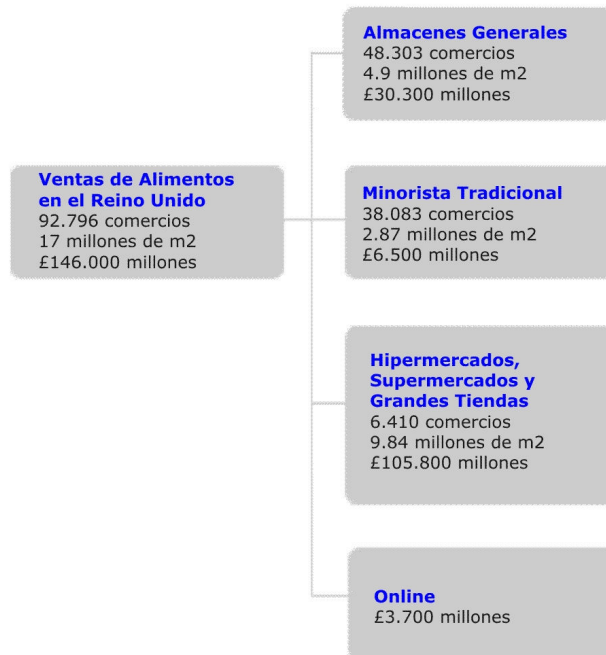 Almacenes Generales
48.303 comercios
4.9 millones de m2
£30.300 millones
Ventas de Alimentos
en el Reino Unido
92.796 comercios
17 millones de m2
£146.000 millones
Minorista Tradicional
38.083 comercios
2.87 millones de m2
£6.500 millones
Hipermercados,
Supermercados y
Grandes Tiendas
6.410 comercios
9.84 millones de m2
£105.800 millones
Online
£3.700 millones